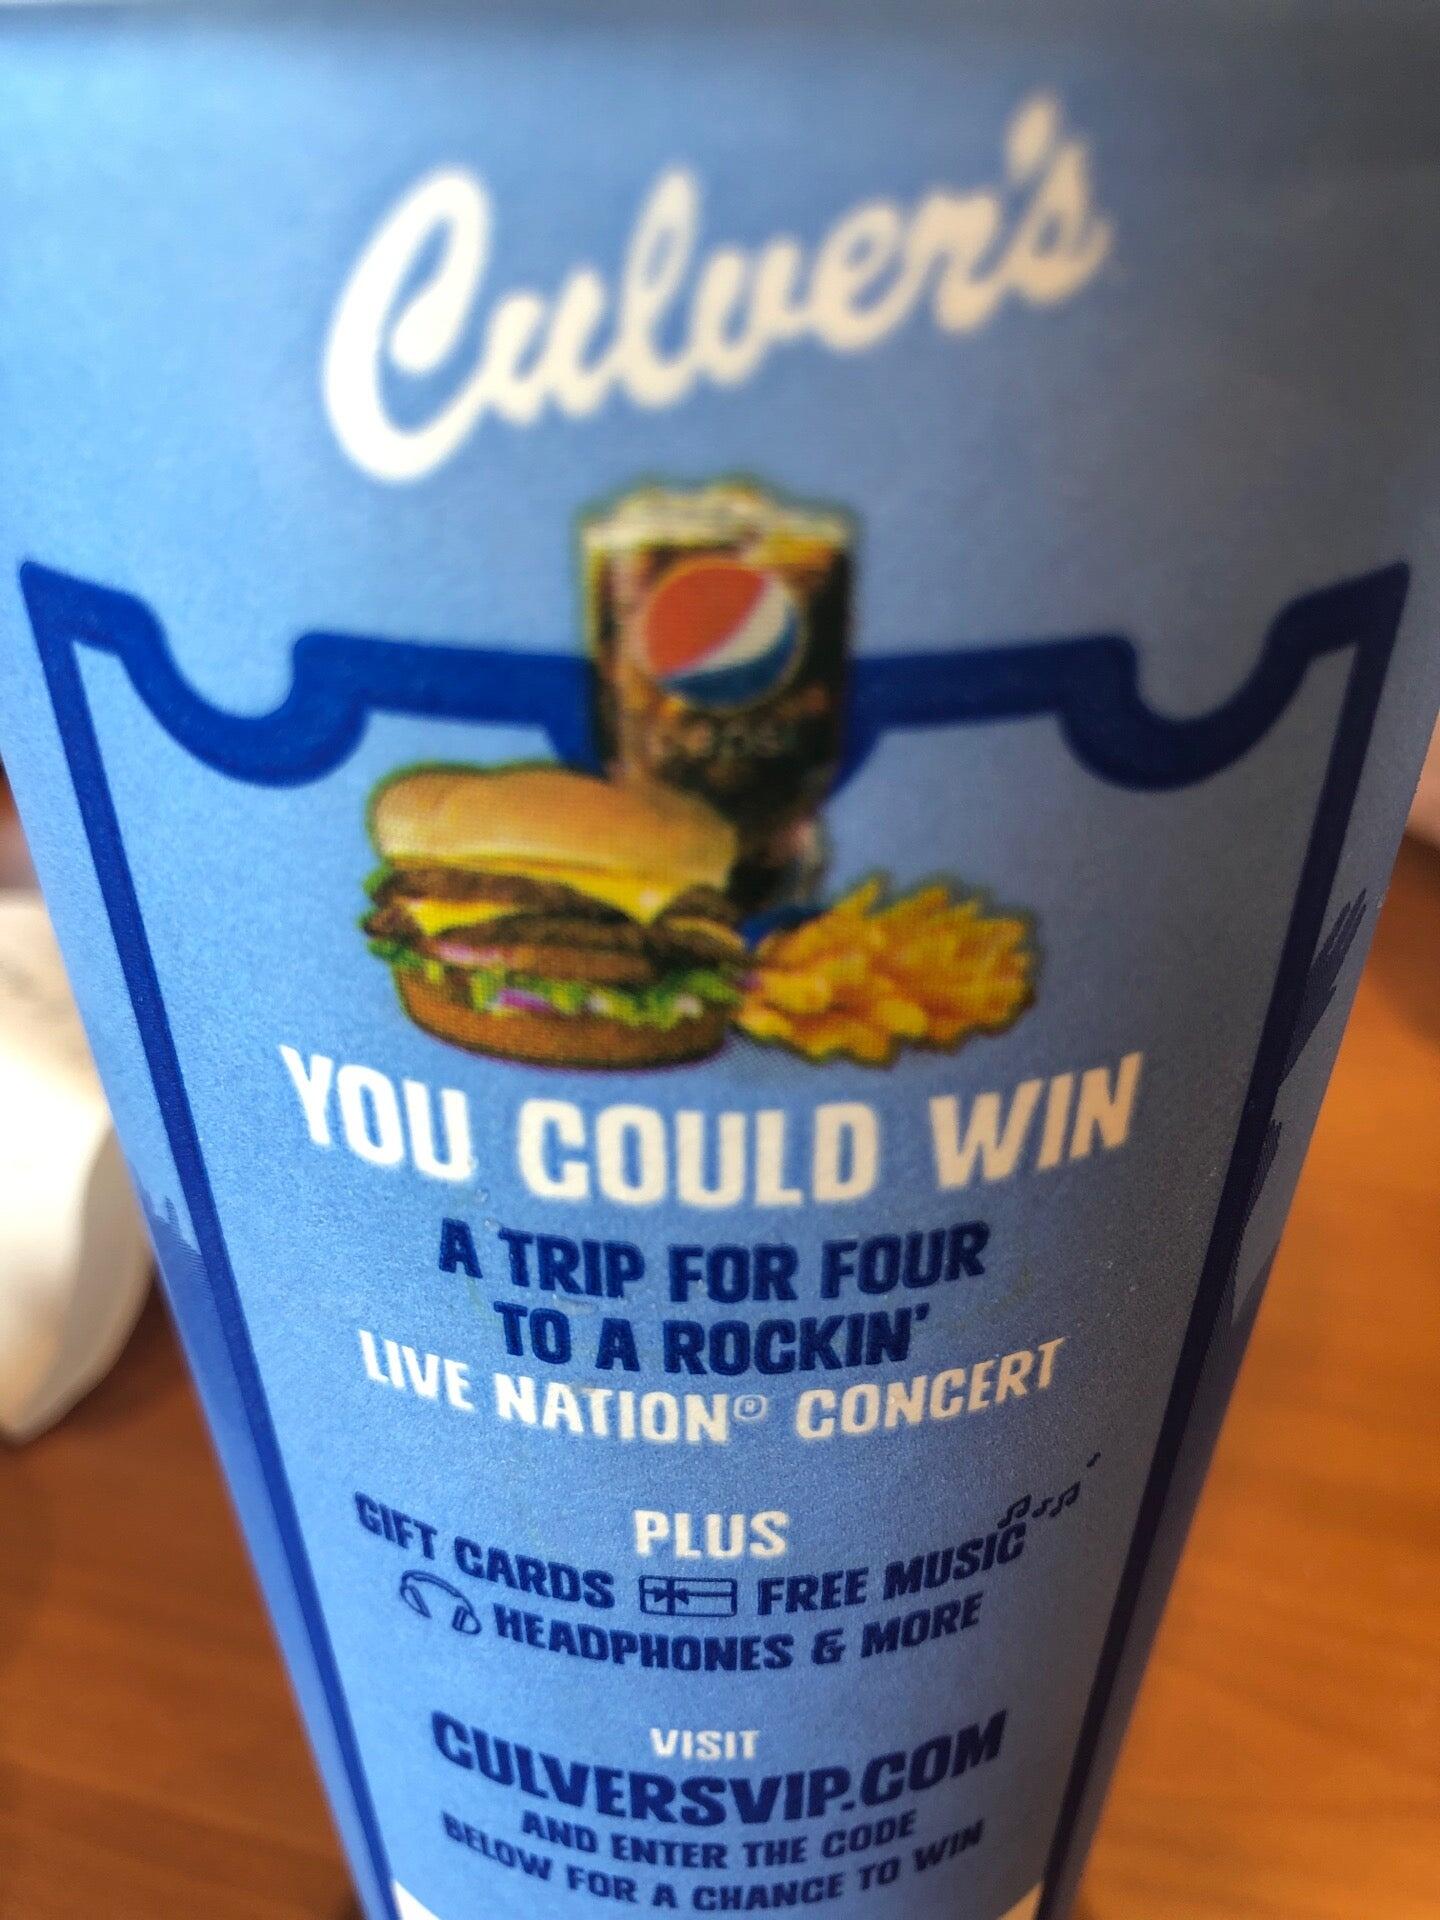 Culver's
pepsi
YOU COULD WIN
A TRIP FOR FOUR
TO A ROCKIN'
LIVE NATION® CONCERT
PLUS
GIFT CARDS FREE MUSIC
HEADPHONES & MORE
VISIT
CULVERSVIP.COM
AND ENTER THE CODE
BELOW FOR A CHANCE TO WIN